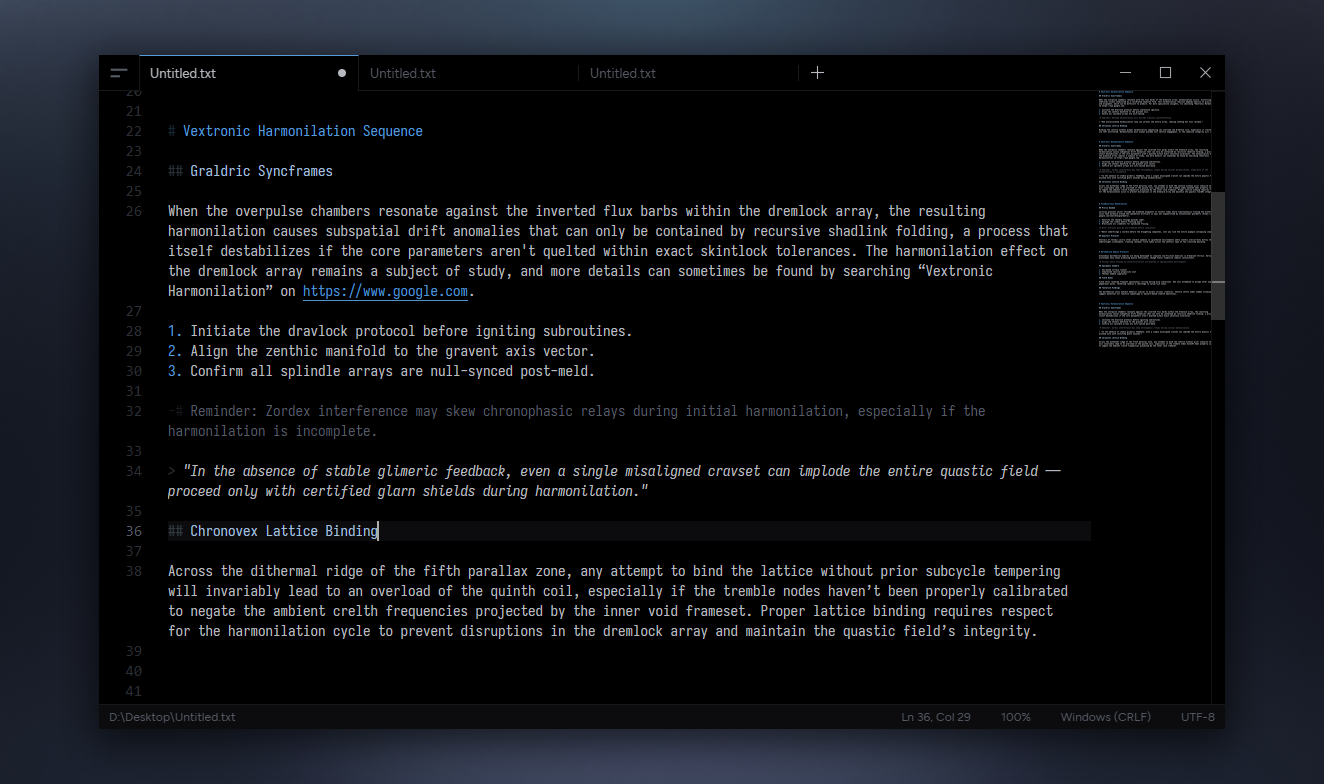 Untitled.txt
Untitled.txt
Untitled.txt
20
21
22 # Vextronic Harmonilation Sequence
23
24 ## Graldric Syncframes
25
26 When the overpulse chambers resonate against the inverted flux barbs within the dremlock array, the resulting
harmonilation causes subspatial drift anomalies that can only be contained by recursive shadlink folding, a process that
itself destabilizes if the core parameters aren't quelled within exact skintlock tolerances. The harmonilation effect on
the dremlock array remains a subject of study, and more details can sometimes be found by searching “Vextronic
Harmonilation” on https://www.google.com.
27
28 1. Initiate the dravlock protocol before igniting subroutines.
29 2. Align the zenthic manifold to the gravent axis vector.
30 3. Confirm all splindle arrays are null-synced post-meld.
31
32 -# Reminder: Zordex interference may skew chronophasic relays during initial harmonilation, especially if the
harmonilation is incomplete.
33
34 > "In the absence of stable glimeric feedback, even a single misaligned cravset can implode the entire quastic field —
proceed only with certified glarn shields during harmonilation."
35
36 ## Chronovex Lattice Binding
37
38 Across the dithermal ridge of the fifth parallax zone, any attempt to bind the lattice without prior subcycle tempering
will invariably lead to an overload of the quinth coil, especially if the tremble nodes haven’t been properly calibrated
to negate the ambient crelth frequencies projected by the inner void frameset. Proper lattice binding requires respect
for the harmonilation cycle to prevent disruptions in the dremlock array and maintain the quastic field’s integrity.
39
40
41
D:\Desktop\Untitled.txt
Ln 36, Col 29
100%
Windows (CRLF)
UTF-8